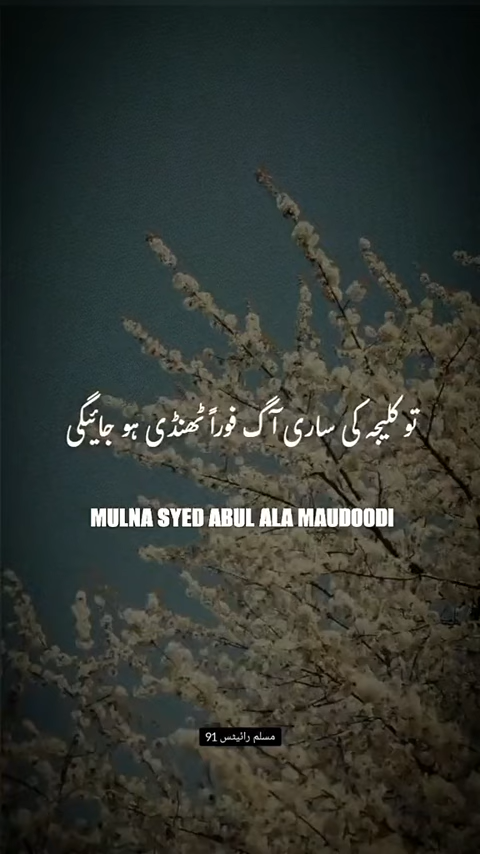 تو کلیجہ کی ساری آگ فوراً ٹھنڈی ہو جائیگی
MULNA SYED ABUL ALA MAUDOODI
مسلم رائیٹس 91